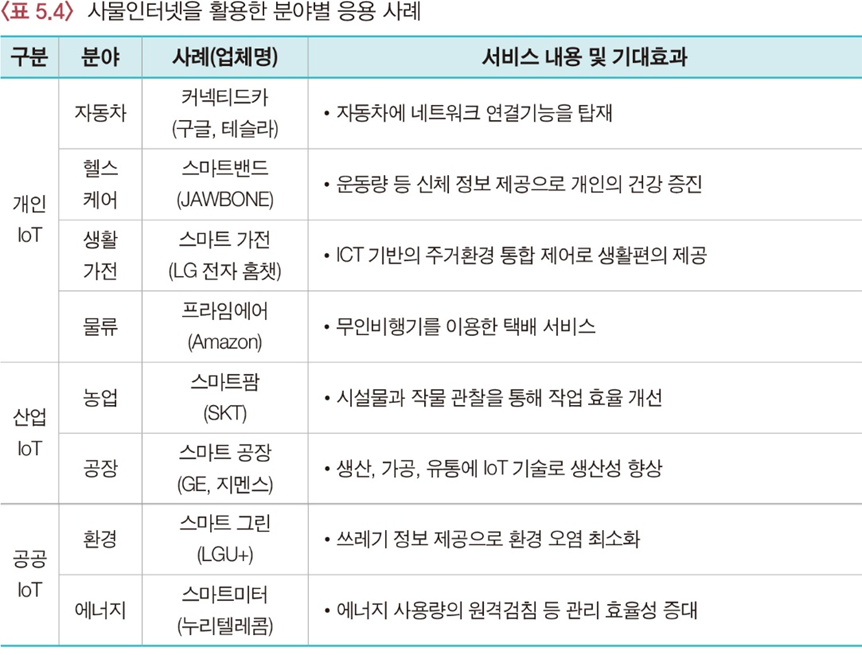 〈표 5.4〉 사물인터넷을 활용한 분야별 응용 사례
구분 분야 사례(업체명) 서비스 내용 및 기대효과
개인
IoT
자동차
커넥티드카
(구글, 테슬라)
• 자동차에 네트워크 연결기능을 탑재
헬스
케어
스마트밴드
(JAWBONE)
• 운동량 등 신체 정보 제공으로 개인의 건강 증진
생활
가전
스마트 가전
(LG 전자 홈챗)
• ICT 기반의 주거환경 통합 제어로 생활편의 제공
물류
프라임에어
(Amazon)
• 무인비행기를 이용한 택배 서비스
산업
IoT
농업
스마트팜
(SKT)
• 시설물과 작물 관찰을 통해 작업 효율 개선
공장
스마트 공장
(GE, 지멘스)
• 생산, 가공, 유통에 IoT 기술로 생산성 향상
공공
IoT
환경
스마트 그린
(LGU+)
• 쓰레기 정보 제공으로 환경 오염 최소화
에너지
스마트미터
(누리텔레콤)
• 에너지 사용량의 원격검침 등 관리 효율성 증대